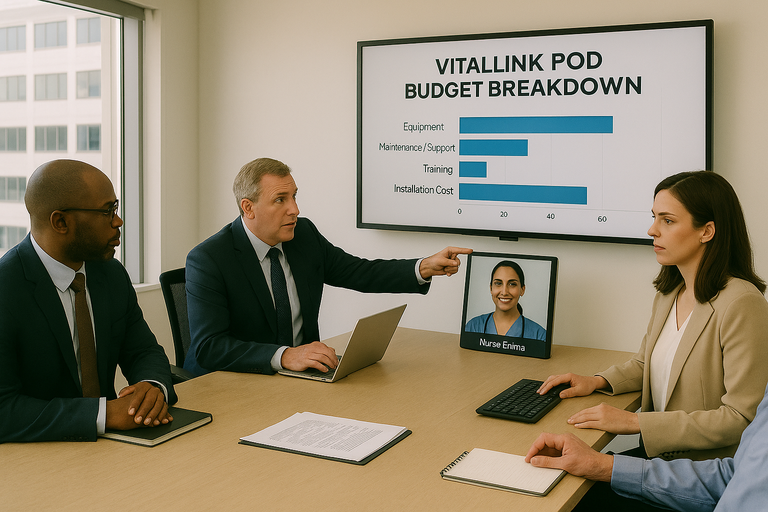 VITALLINK POD
BUDGET BREAKDOWN
Equipment
Maintenance / Support
Training
Installation Cost
0 20 40 60
Nurse Enima